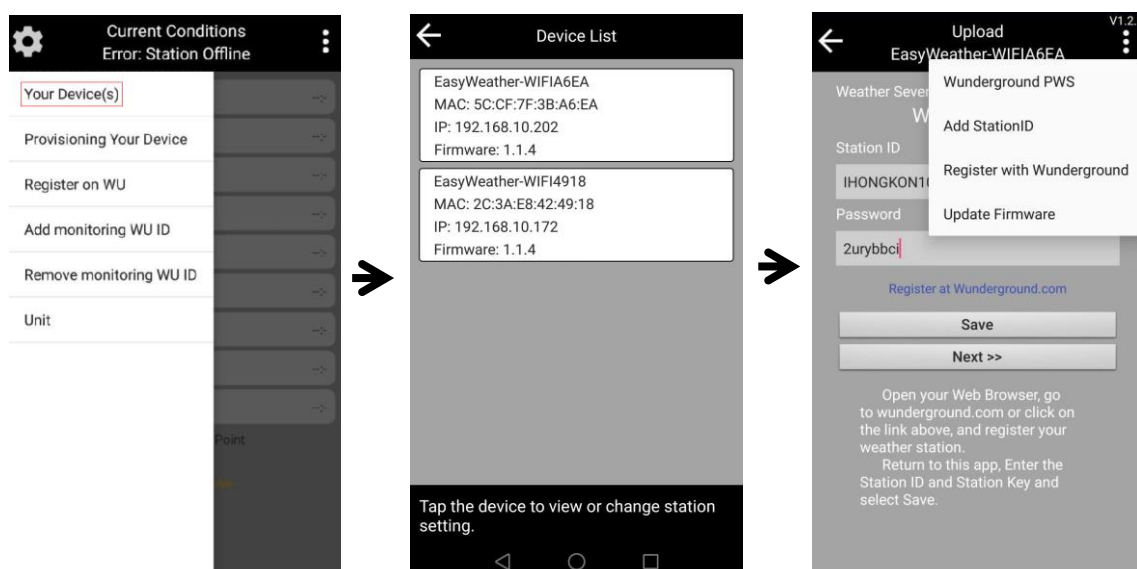 Current Conditions
Error: Station Offline
Your Device(s)
Provisioning Your Device
Register on WU
Add monitoring WU ID
Remove monitoring WU ID
Unit
Point
Device List
EasyWeather-WIFIA6EA
MAC: 5C:CF:7F:3B:A6:EA
IP: 192.168.10.202
Firmware: 1.1.4
EasyWeather-WIFI4918
MAC: 2C:3A:E8:42:49:18
IP: 192.168.10.172
Firmware: 1.1.4
Tap the device to view or change station
setting.
V1.2.
Upload
EasyWeather-WIFIA6EA
Wunderground PWS
Add StationID
Register with Wunderground
Update Firmware
Weather Sever
W
Station ID
IHONGKON1
Password
2urybbci
Register at Wunderground.com
Save
Next >>
Open your Web Browser, go
to wunderground.com or click on
the link above, and register your
weather station.
Return to this app, Enter the
Station ID and Station Key and
select Save.